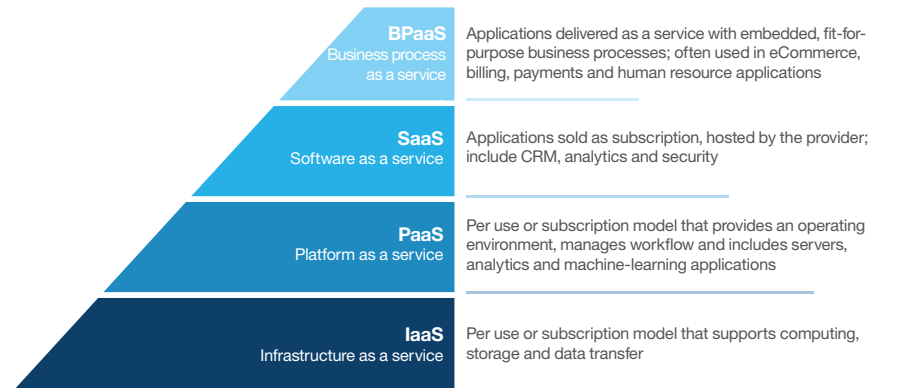 BPaaS
Business process
as a service
Applications delivered as a service with embedded, fit-for-
purpose business processes; often used in eCommerce,
billing, payments and human resource applications
SaaS
Software as a service
Applications sold as subscription, hosted by the provider;
include CRM, analytics and security
PaaS
Platform as a service
Per use or subscription model that provides an operating
environment, manages workflow and includes servers,
analytics and machine-learning applications
IaaS
Infrastructure as a service
Per use or subscription model that supports computing,
storage and data transfer